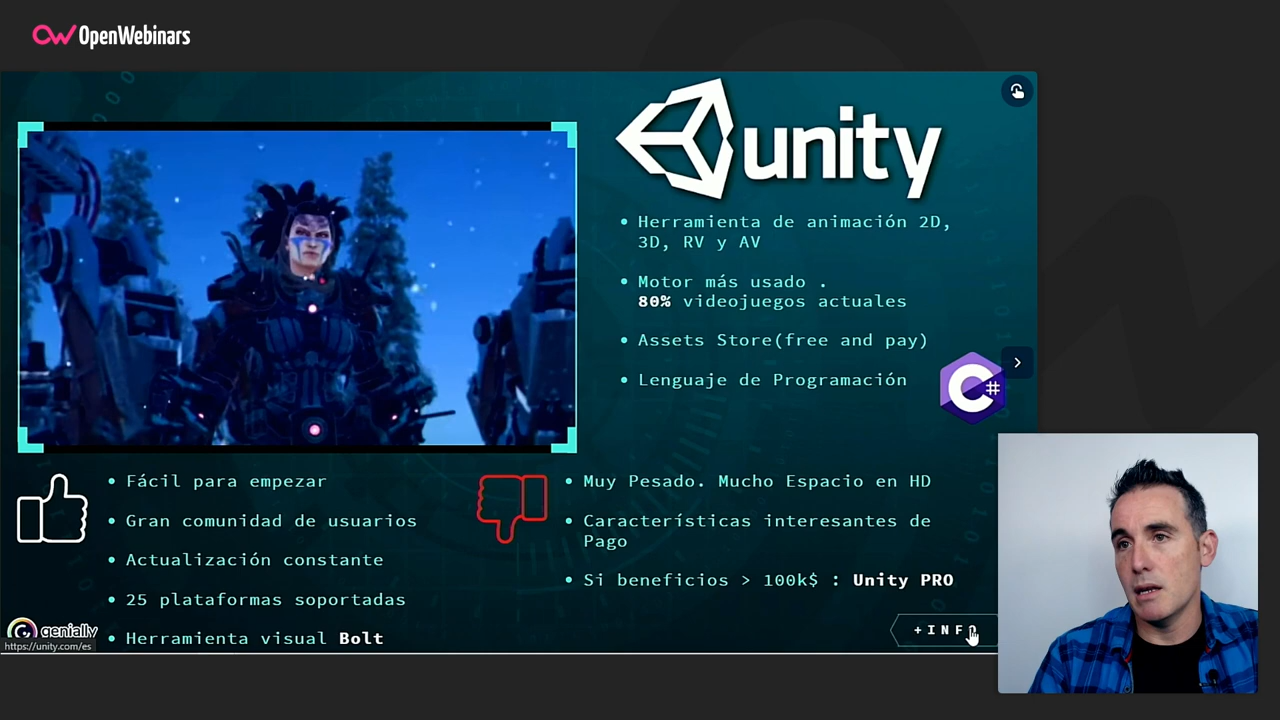 OpenWebinars
unity
• Herramienta de animación 2D,
3D, RV y AV
• Motor más usado .
80% videojuegos actuales
• Assets Store(free and pay)
• Lenguaje de Programación
C#
• Fácil para empezar
• Gran comunidad de usuarios
• Actualización constante
• 25 plataformas soportadas
• Herramienta visual Bolt
• Muy Pesado. Mucho Espacio en HD
• Características interesantes de
Pago
• Si beneficios > 100k$ : Unity PRO
+INFO
genially
https://unity.com/es